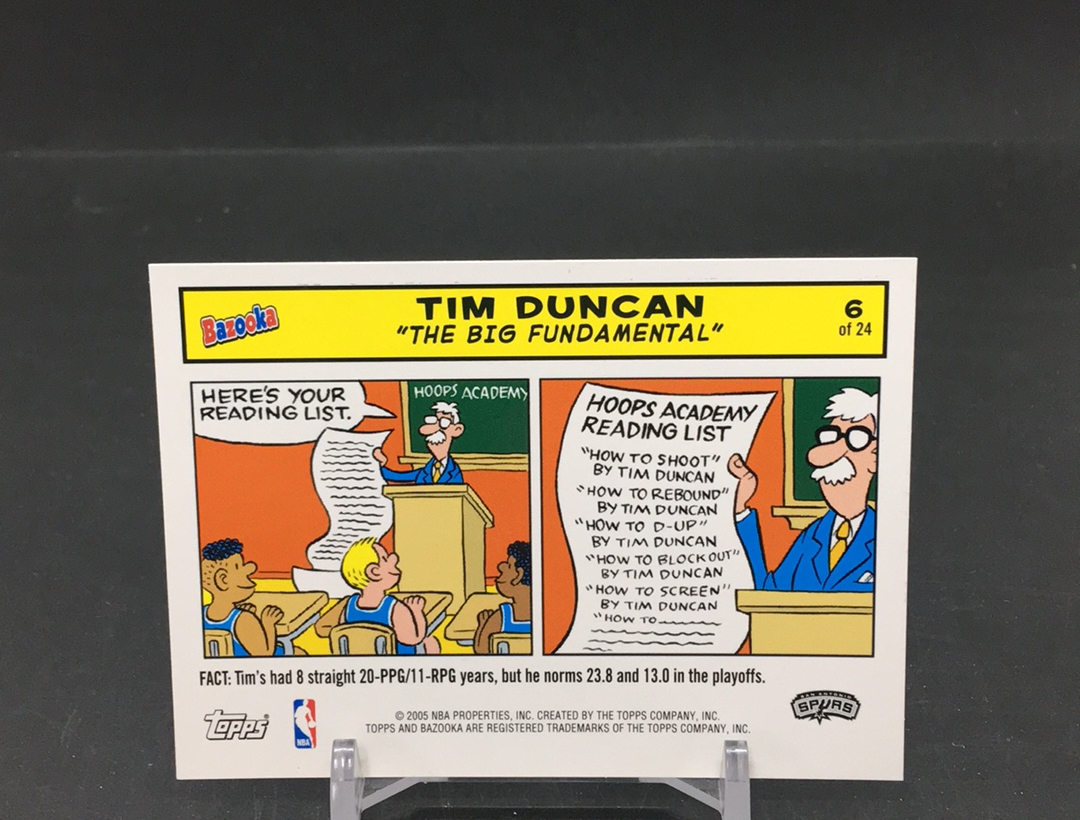 Bazooka
TIM DUNCAN
"THE BIG FUNDAMENTAL"
6
of 24
HERE'S YOUR
READING LIST.
HOOPS ACADEMY
HOOPS ACADEMY
READING LIST
"HOW TO SHOOT"
BY TIM DUNCAN
"HOW TO REBOUND"
BY TIM DUNCAN
"HOW TO D-UP"
BY TIM DUNCAN
"HOW TO BLOCK OUT"
BY TIM DUNCAN
"HOW TO SCREEN"
BY TIM DUNCAN
"HOW TO
FACT: Tim's had 8 straight 20-PPG/11-RPG years, but he norms 23.8 and 13.0 in the playoffs.
topps
NBA
© 2005 NBA PROPERTIES, INC. CREATED BY THE TOPPS COMPANY, INC.
TOPPS AND BAZOOKA ARE REGISTERED TRADEMARKS OF THE TOPPS COMPANY, INC.
SAN ANTONIO
SPURS